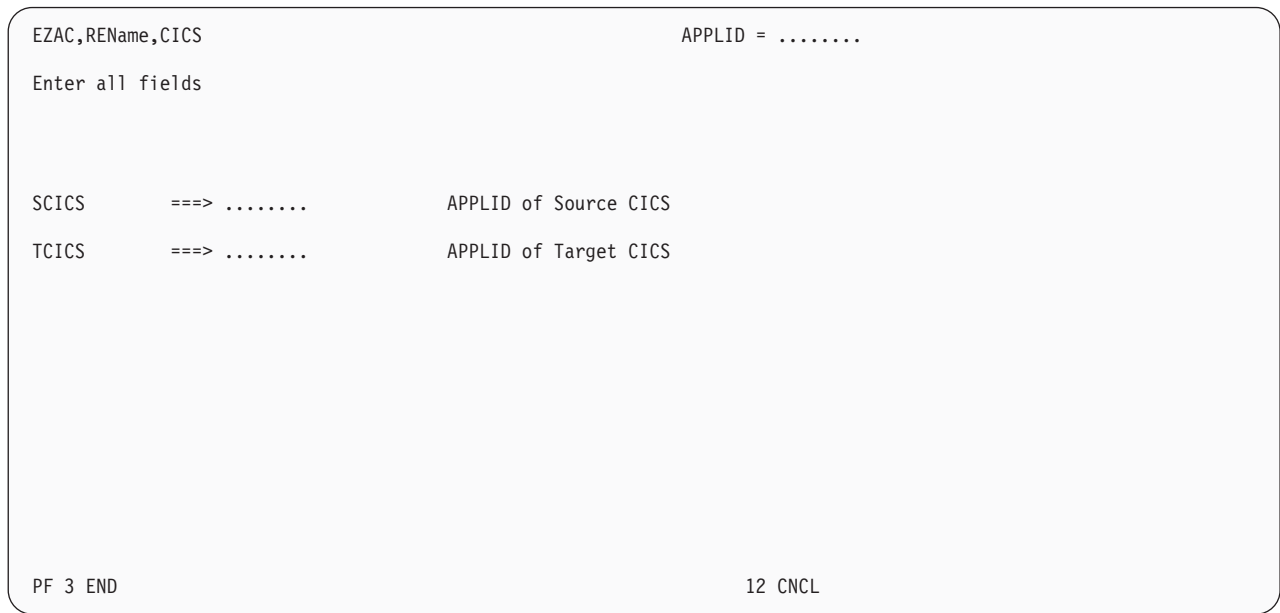 EZAC,REName,CICS APPLID = ........
Enter all fields
SCICS ===> ........ APPLID of Source CICS
TCICS ===> ........ APPLID of Target CICS
PF 3 END 12 CNCL